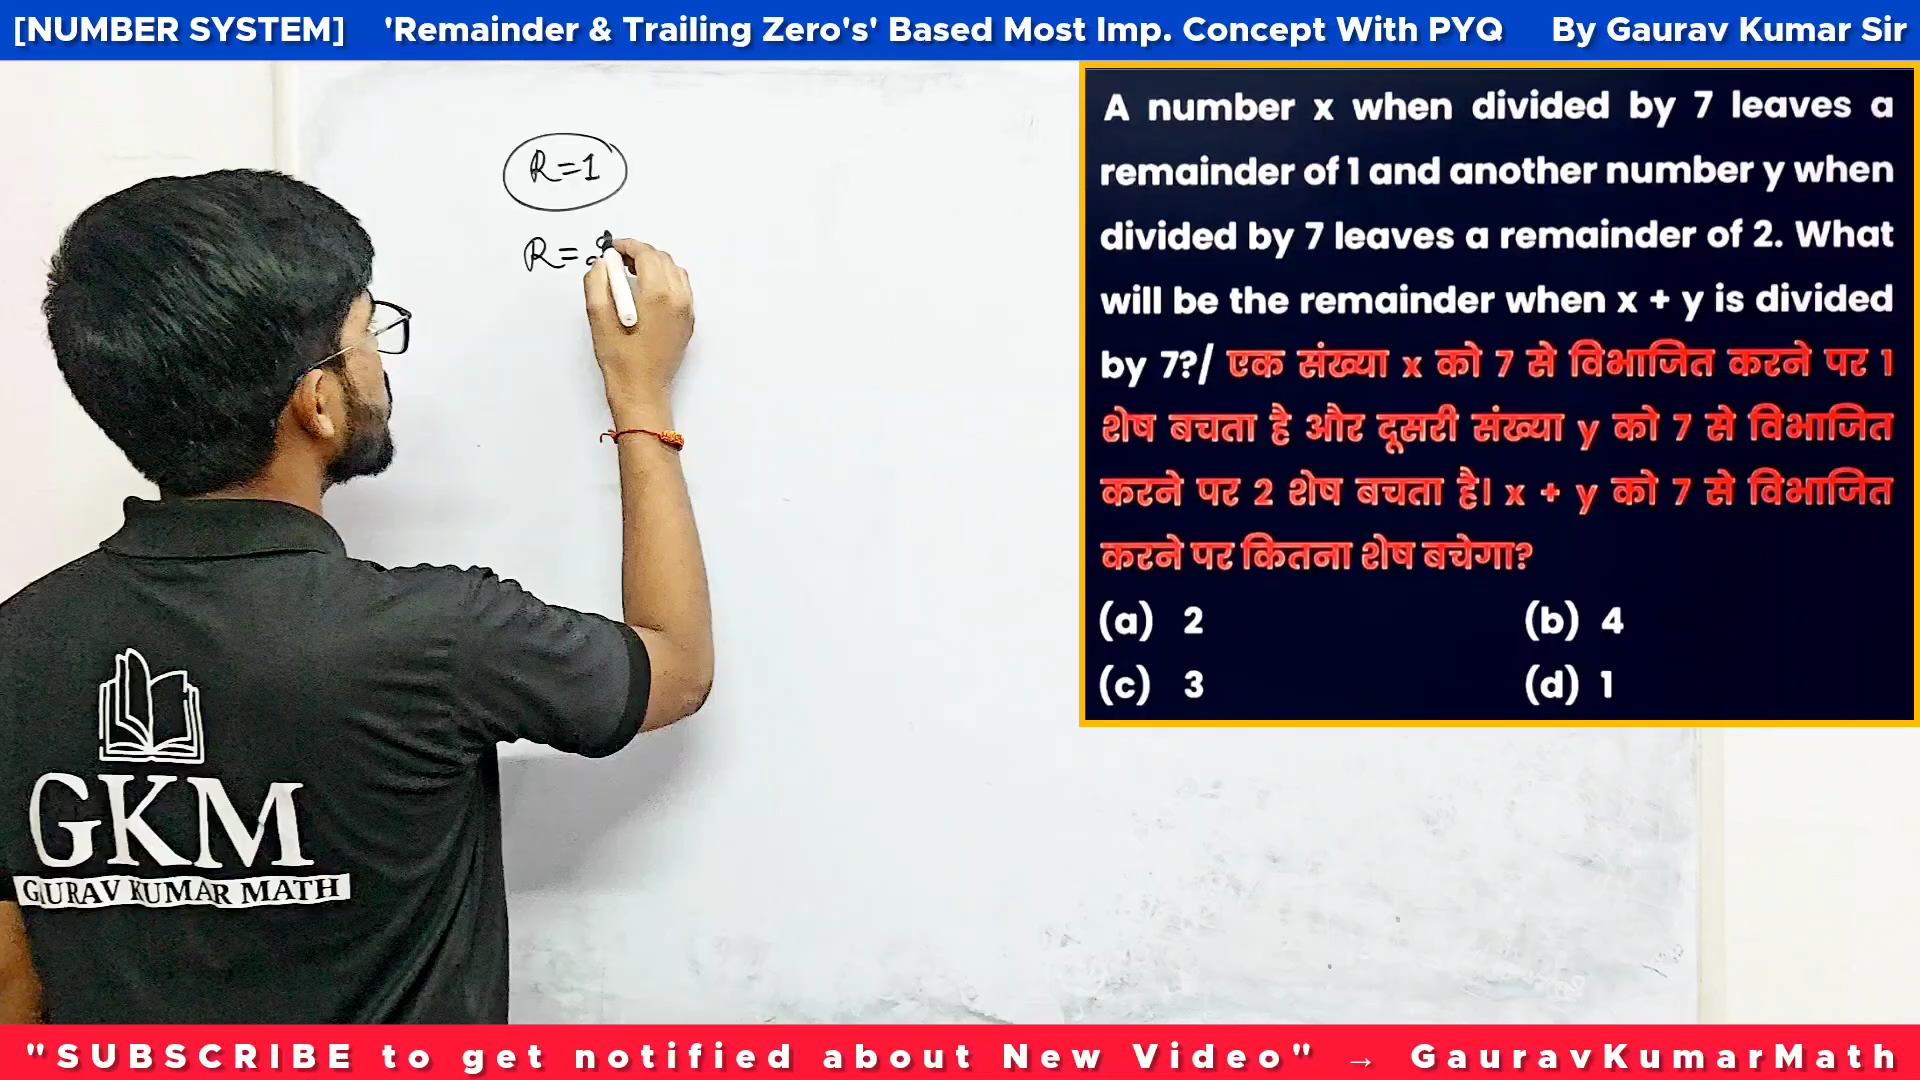 [NUMBER SYSTEM] 'Remainder & Trailing Zero's' Based Most Imp. Concept With PYQ By Gaurav Kumar Sir
R=1
R=
A number x when divided by 7 leaves a
remainder of 1 and another number y when
divided by 7 leaves a remainder of 2. What
will be the remainder when x + y is divided
by 7?/ एक संख्या x को 7 से विभाजित करने पर 1
शेष बचता है और दूसरी संख्या y को 7 से विभाजित
करने पर 2 शेष बचता है। x + y को 7 से विभाजित
करने पर कितना शेष बचेगा?
(a) 2 (b) 4
(c) 3 (d) 1
GKM
GAURAV KUMAR MATH
"SUBSCRIBE to get notified about New Video" → GauravKumarMath